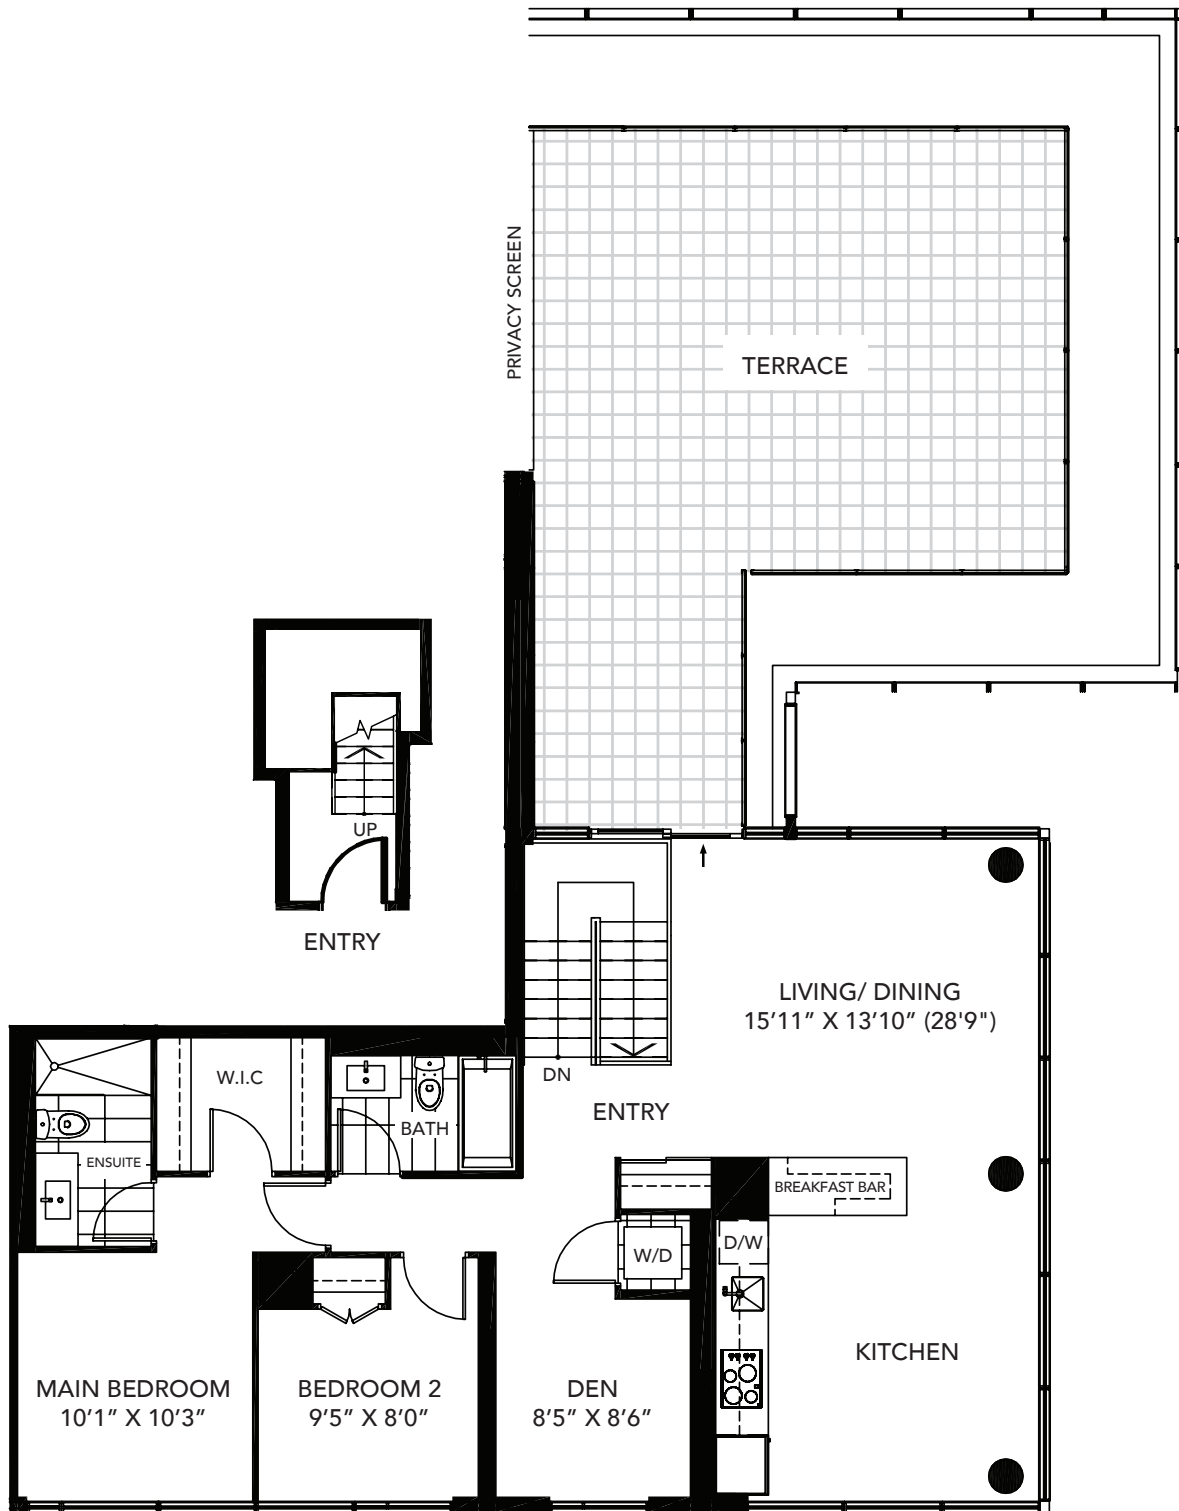 PRIVACY SCREEN
TERRACE
UP
ENTRY
LIVING/ DINING
15’11” X 13’10” (28'9")
DN
ENTRY
W.I.C
BATH
ENSUITE
BREAKFAST BAR
D/W
W/D
KITCHEN
MAIN BEDROOM
10’1” X 10’3”
BEDROOM 2
9’5” X 8’0”
DEN
8’5” X 8’6”